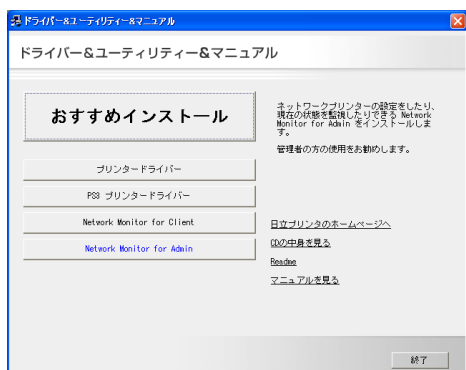 ドライバー&ユーティリティー&マニュアル
ドライバー&ユーティリティー&マニュアル
おすすめインストール
プリンタードライバー
PS3 プリンタードライバー
Network Monitor for Client
Network Monitor for Admin
ネットワークプリンターの設定をしたり、
現在の状態を監視したりできる Network
Monitor for Admin をインストールしま
す。
管理者の方の使用をお勧めします。
日立プリンタのホームページへ
CDの中身を見る
Readme
マニュアルを見る
終了